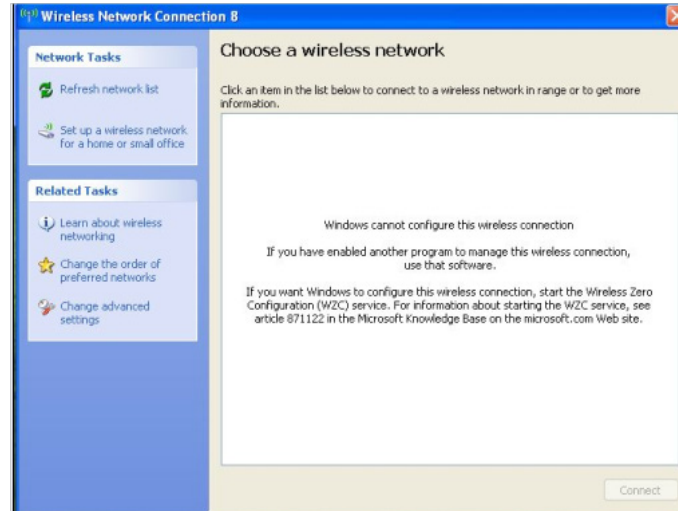 Wireless Network Connection 8
Network Tasks
Refresh network list
Set up a wireless network
for a home or small office
Related Tasks
Learn about wireless
networking
Change the order of
preferred networks
Change advanced
settings
Choose a wireless network
Click an item in the list below to connect to a wireless network in range or to get more
information.
Windows cannot configure this wireless connection
If you have enabled another program to manage this wireless connection,
use that software.
If you want Windows to configure this wireless connection, start the Wireless Zero
Configuration (WZC) service. For information about starting the WZC service, see
article 871122 in the Microsoft Knowledge Base on the microsoft.com Web site.
Connect